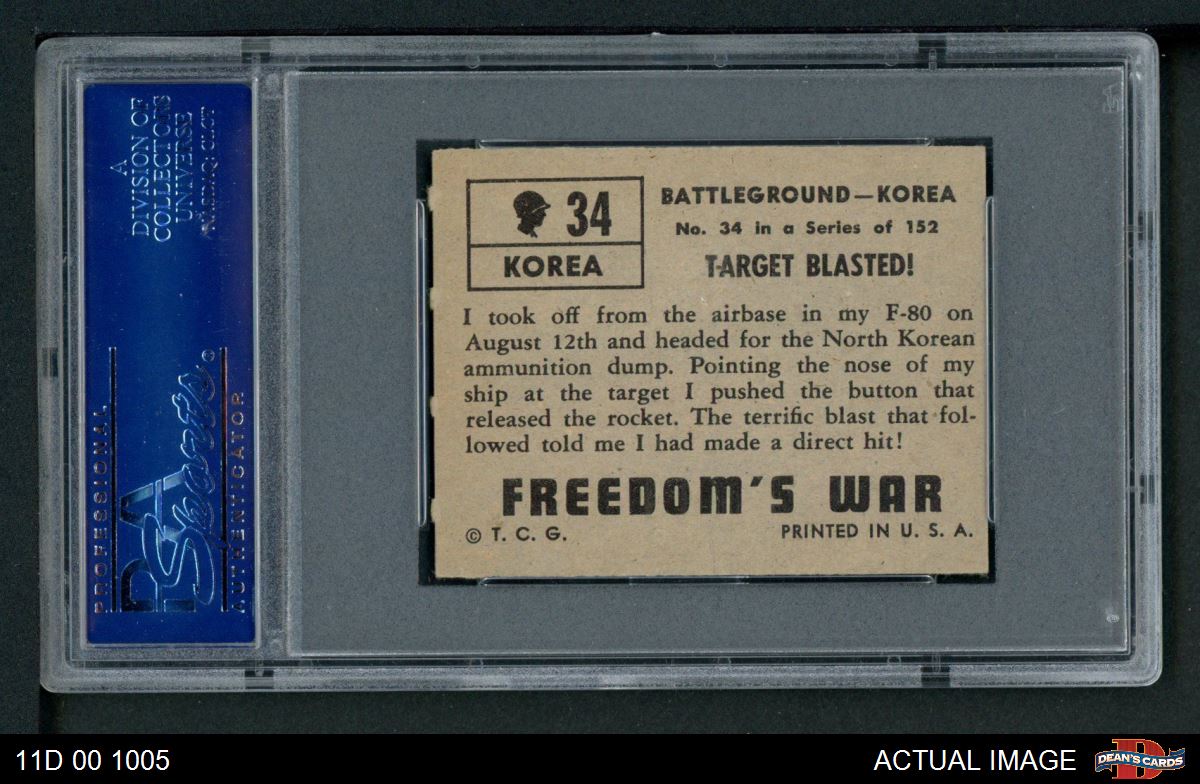 A
DIVISION OF
COLLECTORS
UNIVERSE
NASDAQ: CLCT
PROFESSIONAL
PSA
Sports
AUTHENTICATOR
34
KOREA
BATTLEGROUND—KOREA
No. 34 in a Series of 152
TARGET BLASTED!
I took off from the airbase in my F-80 on
August 12th and headed for the North Korean
ammunition dump. Pointing the nose of my
ship at the target I pushed the button that
released the rocket. The terrific blast that fol-
lowed told me I had made a direct hit!
FREEDOM'S WAR
© T. C. G.
PRINTED IN U. S. A.
11D 00 1005
ACTUAL IMAGE
D
DEAN'S CARDS